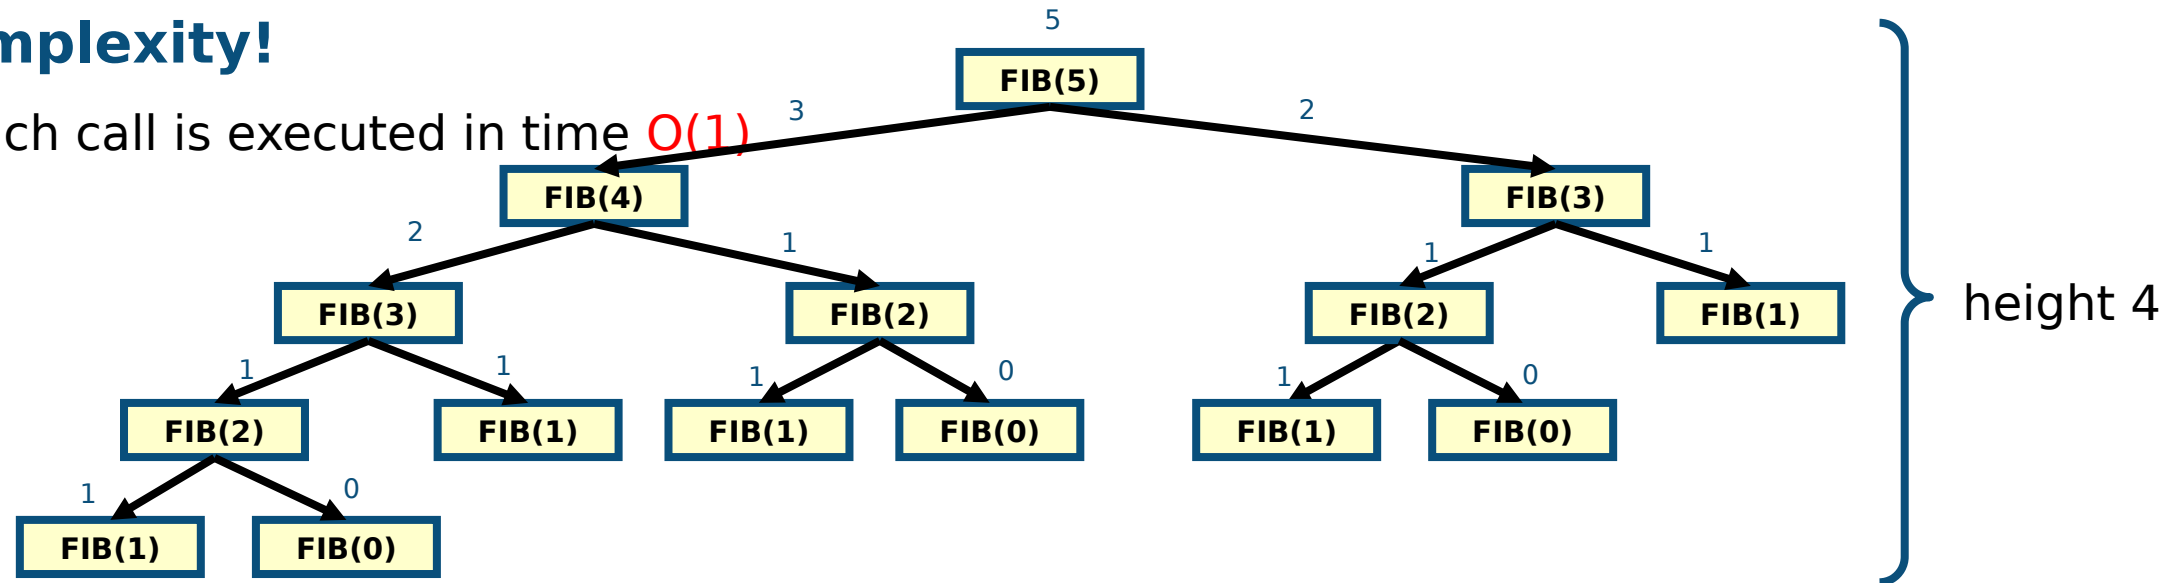 mplexity!
ch call is executed in time O(1)
5
FIB(5)
3
2
FIB(4)
FIB(3)
2
1
1
1
FIB(3)
FIB(2)
FIB(2)
FIB(1)
height 4
1
1
1
0
1
0
FIB(2)
FIB(1)
FIB(1)
FIB(0)
FIB(1)
FIB(0)
1
0
FIB(1)
FIB(0)